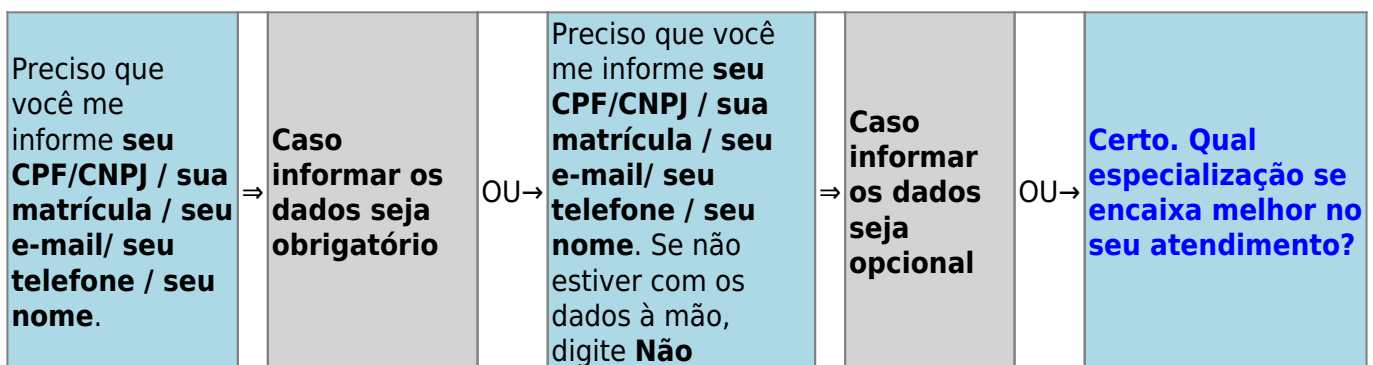 Preciso que
você me
informe seu
CPF/CNPJ / sua
matrícula / seu
e-mail/ seu
telefone / seu
nome.
⇒
Caso
informar os
dados seja
obrigatório
OU→
Preciso que você
me informe seu
CPF/CNPJ / sua
matrícula / seu
e-mail/ seu
telefone / seu
nome. Se não
estiver com os
dados à mão,
digite Não
⇒
Caso
informar
os dados
seja
opcional
OU→
Certo. Qual
especialização se
encaixa melhor no
seu atendimento?